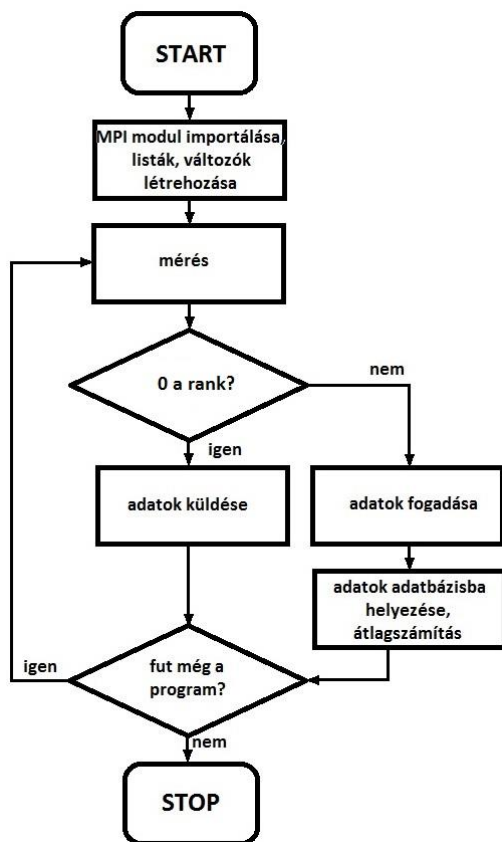 START
MPI modul importálása,
listák, változók
létrehozása
mérés
0 a rank?
nem
igen
adatok küldése
adatok fogadása
adatok adatbázisba
helyezése,
átlagszámítás
igen
fut még a
program?
nem
STOP